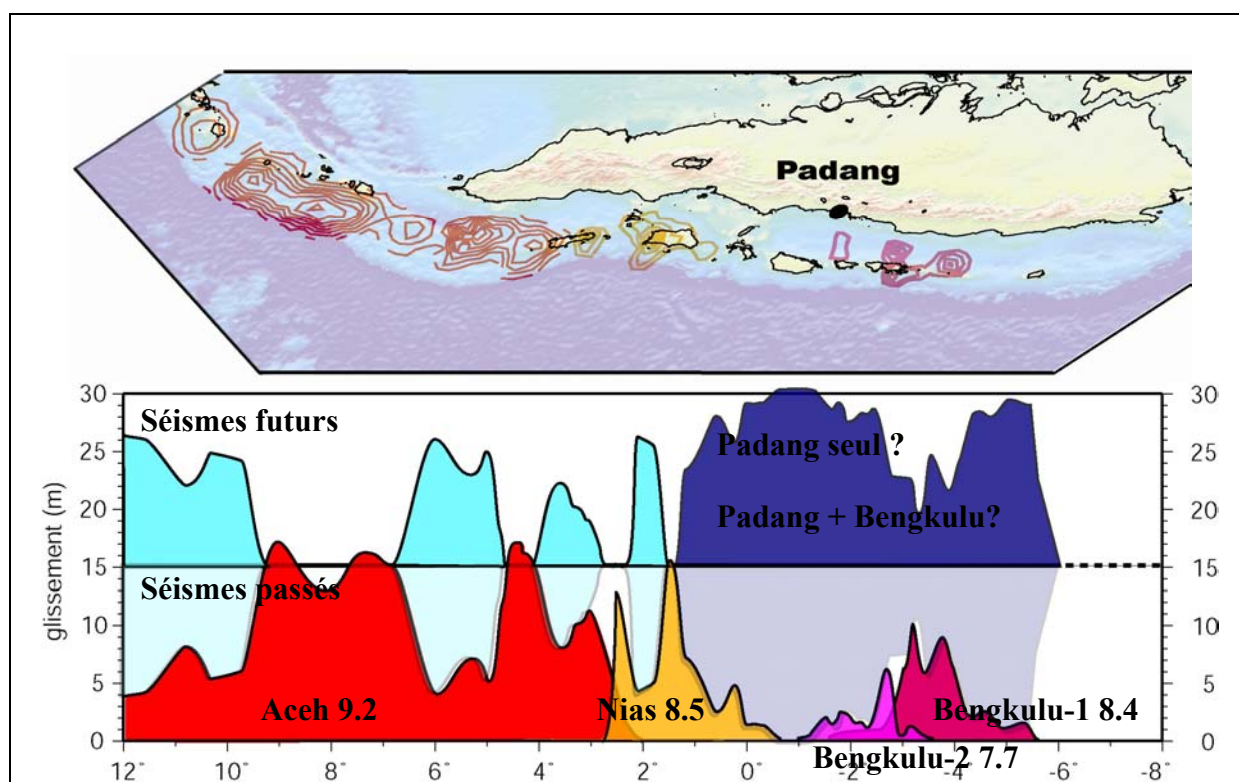 Padang
30
30
Séismes futurs
Padang seul ?
25
25
20
Padang + Bengkulu?
20
glissement (m)
15
15
Séismes passés
10
10
5
5
Aceh 9.2
Nias 8.5
Bengkulu-1 8.4
0
0
Bengkulu-2 7.7
12° 10° 8° 6° 4° 2° 0° -2° -4° -6° -8°